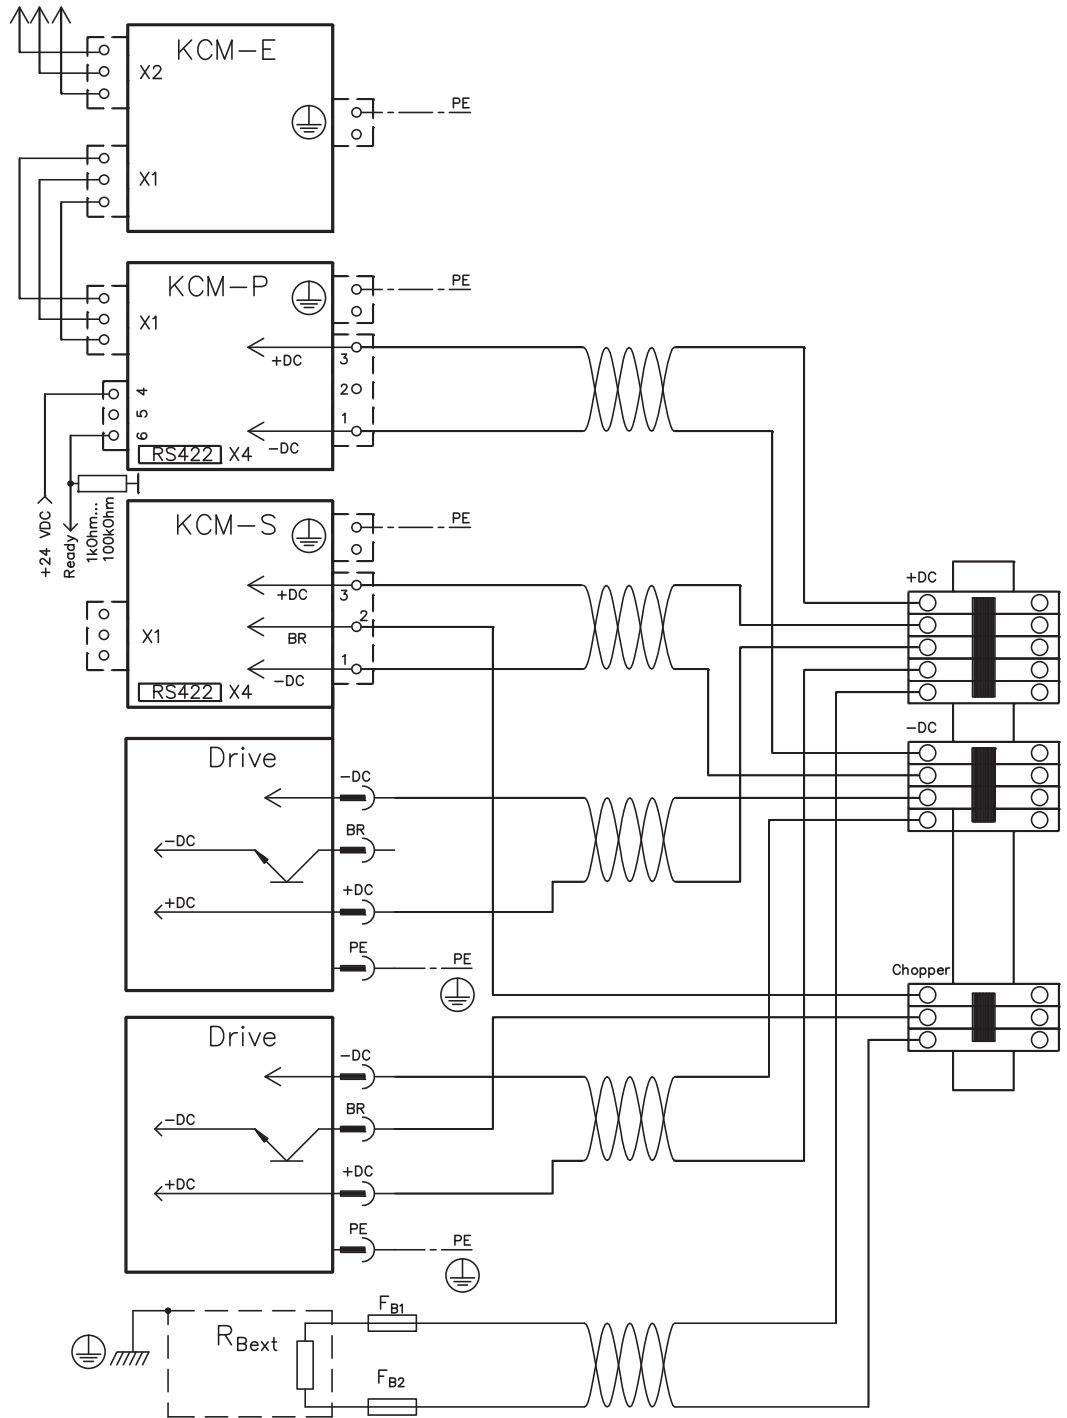 KCM-E
X2
PE
X1
KCM-P
PE
X1
+DC
3
4
2
5
1
6
-DC
RS422 X4
+24 VDC
Ready
1kOhm...
100kOhm
KCM-S
PE
+DC
3
2
X1
BR
1
-DC
RS422 X4
+DC
-DC
Drive
-DC
BR
-DC
+DC
+DC
PE
PE
Chopper
Drive
-DC
BR
-DC
+DC
+DC
PE
PE
FB1
RBext
FB2